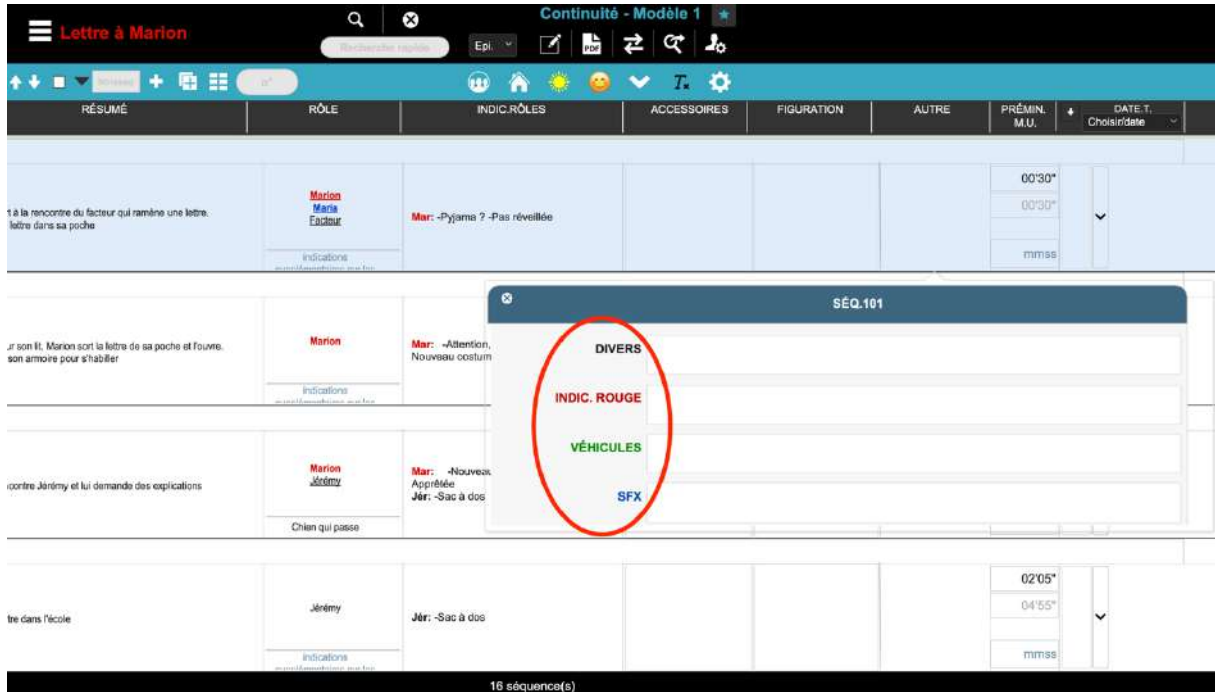 Continuité - Modèle 1
Lettre à Marion
Recherche rapide
Epi.
PDF
n°
RÉSUMÉ
RÔLE
INDIC.RÔLES
ACCESSOIRES
FIGURATION
AUTRE
PRÉMIN.
M.U.
DATE.T.
Choisir/date
t à la rencontre du facteur qui ramène une lettre.
lettre dans sa poche
Marion
Maria
Facteur
indications
Mar: -Pyjama ? -Pas réveillée
00'30"
00'30"
mmss
SÉQ.101
DIVERS
INDIC. ROUGE
VÉHICULES
SFX
ur son lit, Marion sort la lettre de sa poche et l'ouvre.
son armoire pour s'habiller
Marion
indications
Mar: -Attention,
Nouveau costum
contre Jérémy et lui demande des explications
Marion
Jérémy
Chien qui passe
Mar: -Nouveau
Apprêtée
Jér: -Sac à dos
tre dans l'école
Jérémy
indications
Jér: -Sac à dos
02'05"
04'55"
mmss
16 séquence(s)